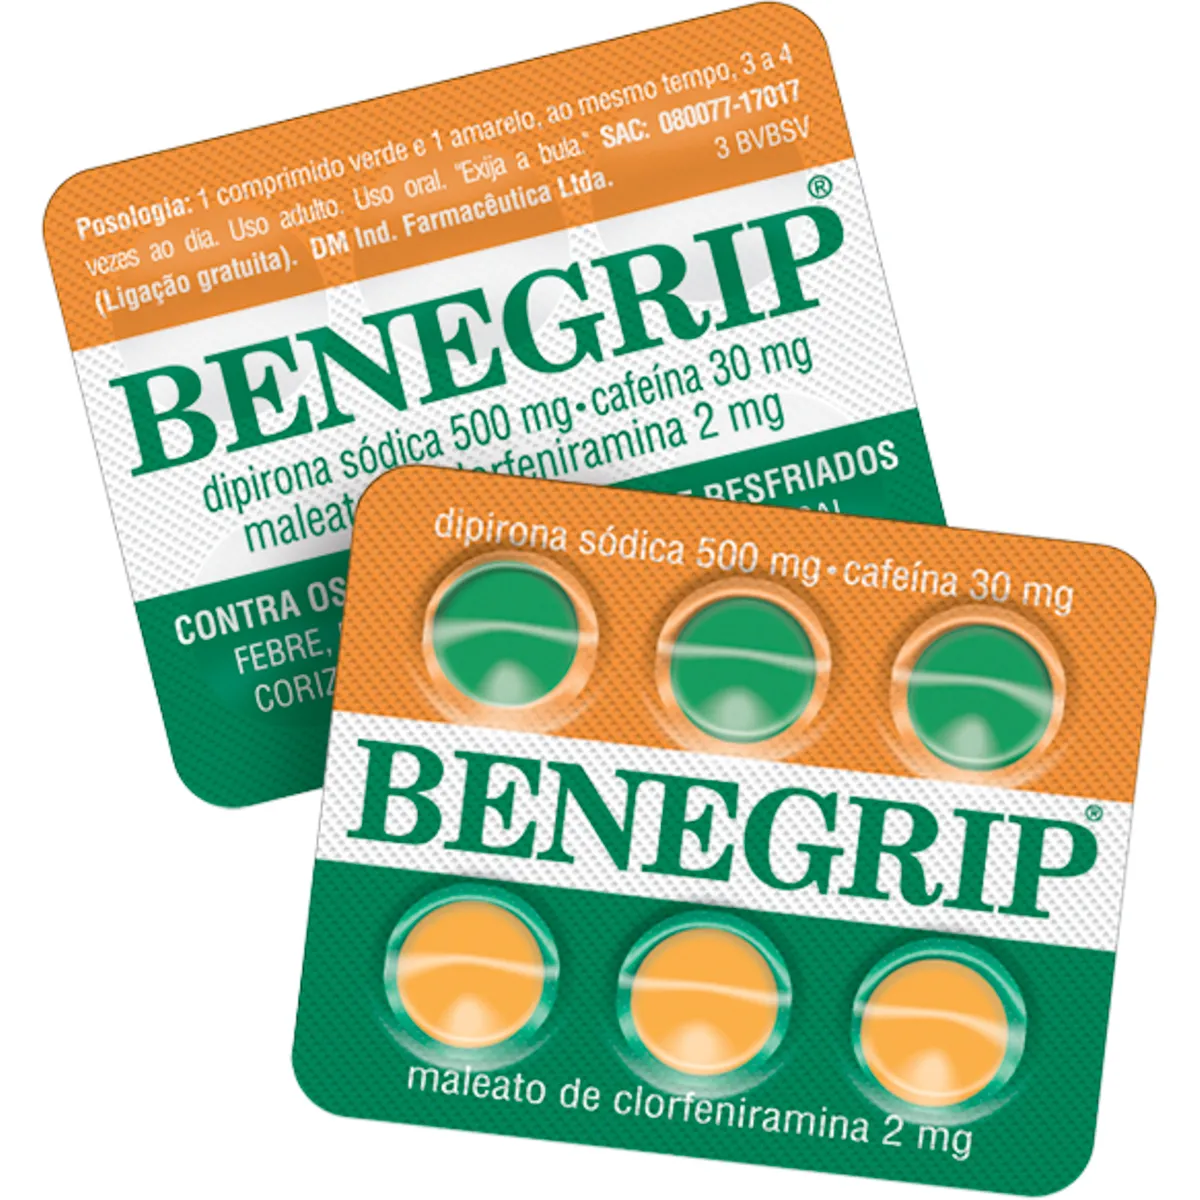 Posologia: 1 comprimido verde e 1 amarelo, ao mesmo tempo, 3 a 4
vezes ao dia. Uso adulto. Uso oral. "Exija a bula." SAC: 080077-17017
(Ligação gratuita). DM Ind. Farmacêutica Ltda. 3 BVBSV
BENEGRIP®
dipirona sódica 500 mg • cafeína 30 mg
clorfeniramina 2 mg
CONTRA OS RESFRIADOS
FEBRE,
dipirona sódica 500 mg • cafeína 30 mg
BENEGRIP®
maleato de clorfeniramina 2 mg